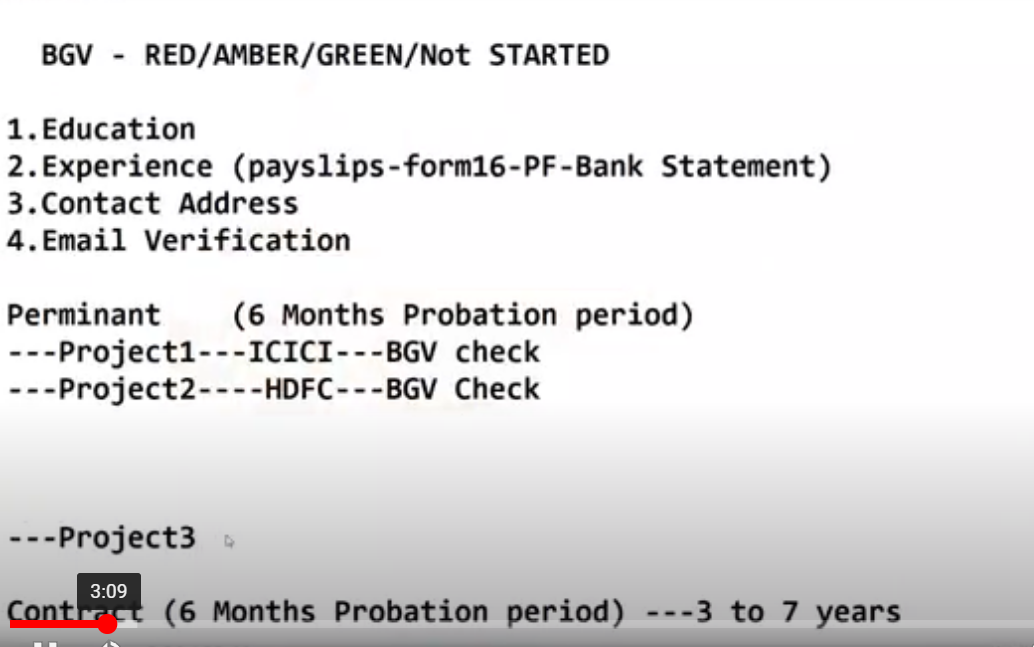 BGV - RED/AMBER/GREEN/Not STARTED
1.Education
2.Experience (payslips-form16-PF-Bank Statement)
3.Contact Address
4.Email Verification
Perminant (6 Months Probation period)
---Project1---ICICI---BGV check
---Project2----HDFC---BGV Check
---Project3
3:09
Contract (6 Months Probation period) ---3 to 7 years